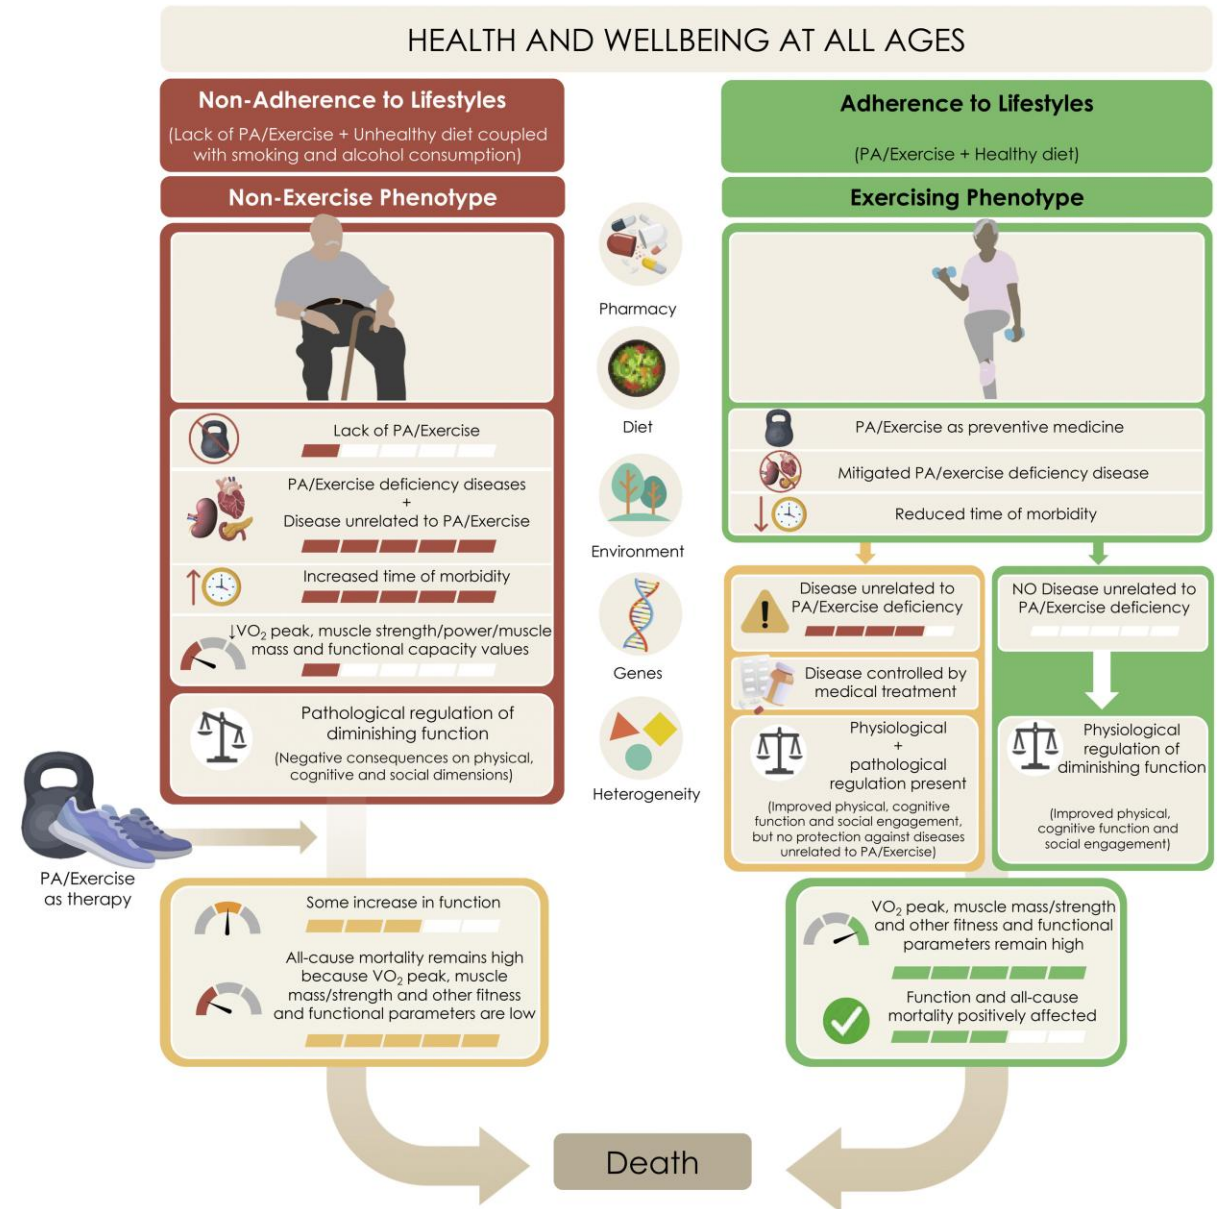 HEALTH AND WELLBEING AT ALL AGES
Non-Adherence to Lifestyles
(Lack of PA/Exercise + Unhealthy diet coupled
with smoking and alcohol consumption)
Non-Exercise Phenotype
Lack of PA/Exercise
PA/Exercise deficiency diseases
+
Disease unrelated to PA/Exercise
Increased time of morbidity
↓VO₂ peak, muscle strength/power/muscle
mass and functional capacity values
Pathological regulation of
diminishing function
(Negative consequences on physical,
cognitive and social dimensions)
PA/Exercise
as therapy
Some increase in function
All-cause mortality remains high
because VO₂ peak, muscle
mass/strength and other fitness
and functional parameters are low
Pharmacy
Diet
Environment
Genes
Heterogeneity
Adherence to Lifestyles
(PA/Exercise + Healthy diet)
Exercising Phenotype
PA/Exercise as preventive medicine
Mitigated PA/exercise deficiency disease
Reduced time of morbidity
Disease unrelated to
PA/Exercise deficiency
Disease controlled by
medical treatment
Physiological
+
pathological
regulation present
(Improved physical, cognitive
function and social engagement,
but no protection against diseases
unrelated to PA/Exercise)
NO Disease unrelated to
PA/Exercise deficiency
Physiological
regulation of
diminishing function
(Improved physical,
cognitive function and
social engagement)
VO₂ peak, muscle mass/strength
and other fitness and functional
parameters remain high
Function and all-cause
mortality positively affected
Death